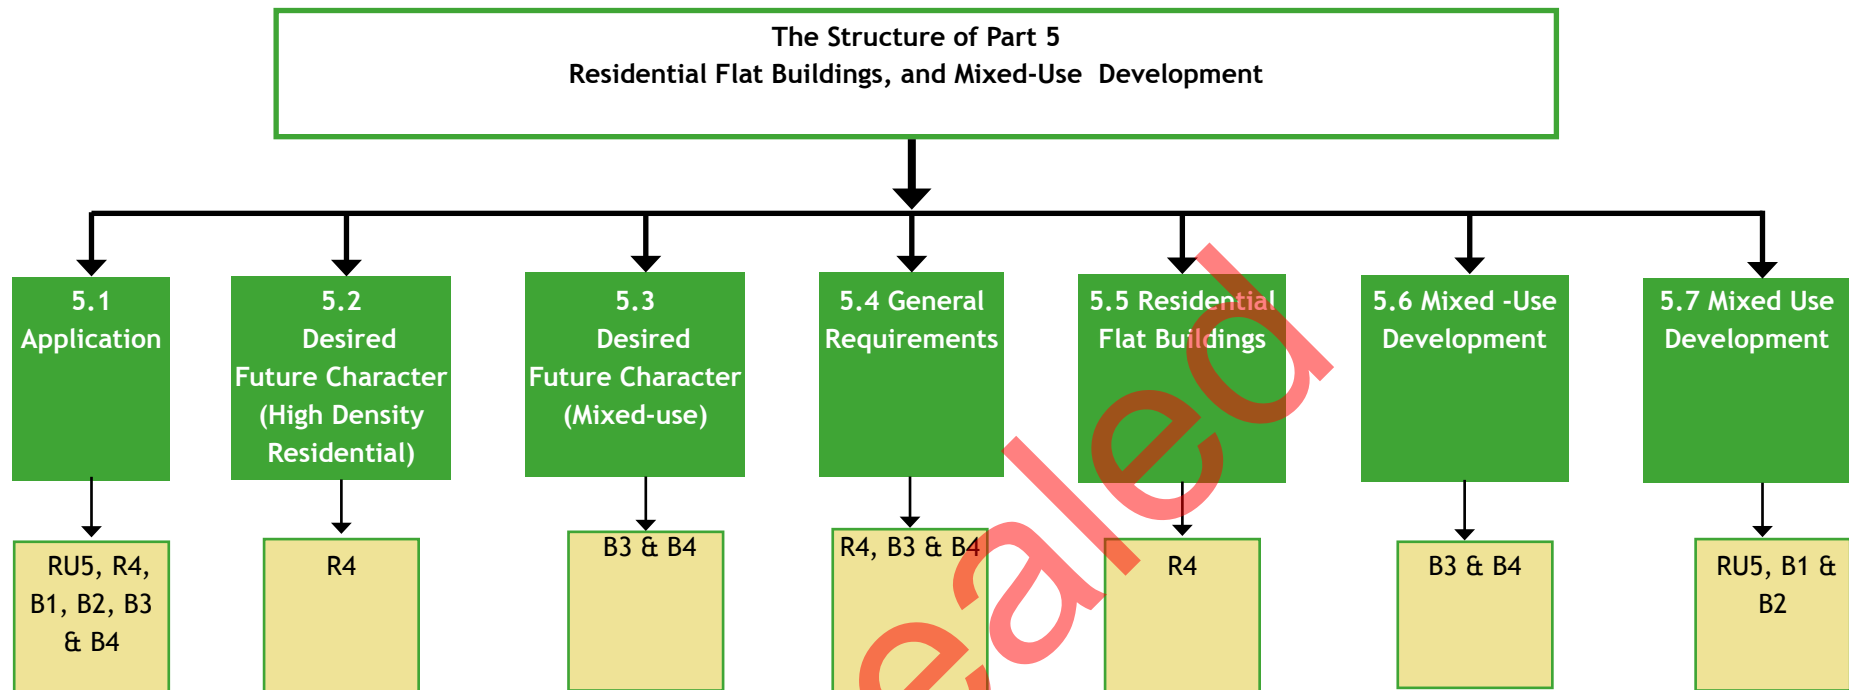 The Structure of Part 5
Residential Flat Buildings, and Mixed-Use Development
5.1
Application
5.2
Desired
Future Character
(High Density
Residential)
5.3
Desired
Future Character
(Mixed-use)
5.4 General
Requirements
5.5 Residential
Flat Buildings
5.6 Mixed -Use
Development
5.7 Mixed Use
Development
RU5, R4,
B1, B2, B3
& B4
R4
B3 & B4
R4, B3 & B4
R4
B3 & B4
RU5, B1 &
B2
ealed